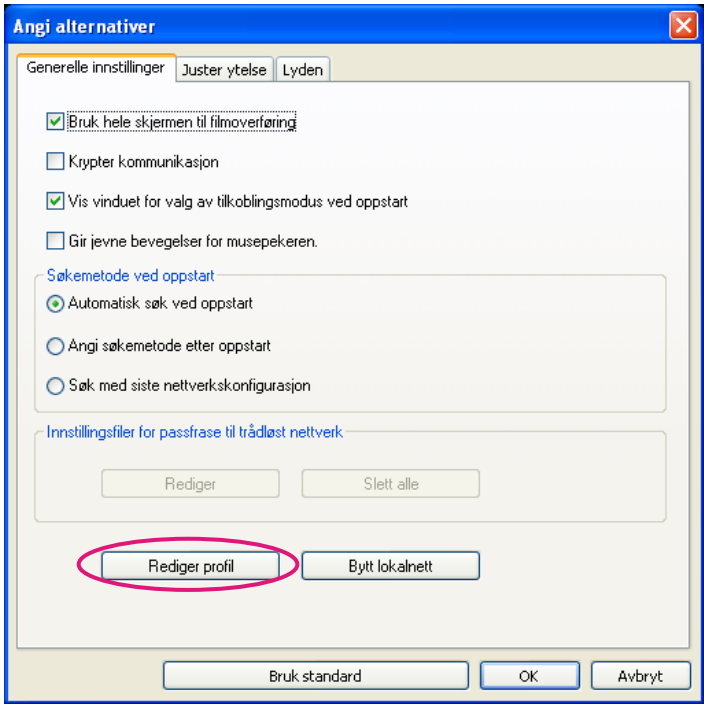 Angi alternativer
Generelle innstillinger Juster ytelse Lyden
Bruk hele skjermen til filmoverføring
Krypter kommunikasjon
Vis vinduet for valg av tilkoblingsmodus ved oppstart
Gir jevne bevegelser for musepekeren.
Søkemetode ved oppstart
Automatisk søk ved oppstart
Angi søkemetode etter oppstart
Søk med siste nettverkskonfigurasjon
Innstillingsfiler for passfrase til trådløst nettverk
Rediger Slett alle
Rediger profil Bytt lokalnett
Bruk standard OK Avbryt